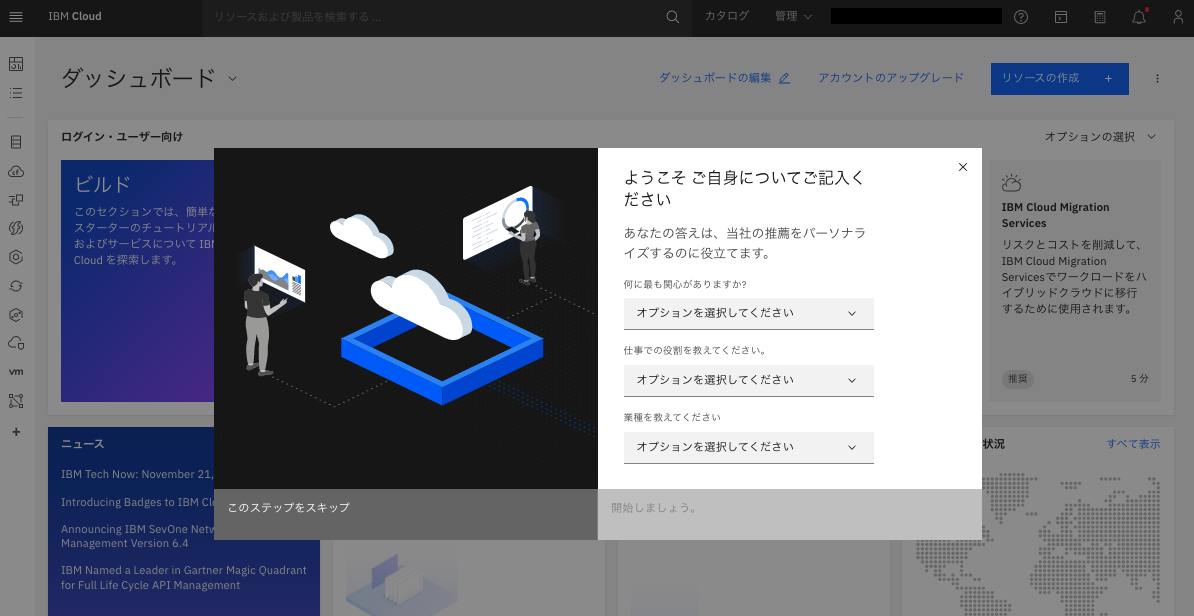 IBM Cloud
リソースおよび製品を検索する...
カタログ
管理
ダッシュボード
ダッシュボードの編集
アカウントのアップグレード
リソースの作成 +
ログイン・ユーザー向け
オプションの選択
ビルド
このセクションでは、簡単な
スターターのチュートリアル
およびサービスについて IBM
Cloud を探索します。
ようこそ ご自身についてご記入く
ださい
あなたの答えは、当社の推薦をパーソナラ
イズするのに役立てます。
何に最も関心がありますか?
オプションを選択してください
仕事での役割を教えてください。
オプションを選択してください
業種を教えてください
オプションを選択してください
このステップをスキップ
開始しましょう。
IBM Cloud Migration
Services
リスクとコストを削減して、
IBM Cloud Migration
Servicesでワークロードをハ
イブリッドクラウドに移行
するために使用されます。
推奨
5 分
vm
ニュース
IBM Tech Now: November 21,
Introducing Badges to IBM Cl
Announcing IBM SevOne Netw
Management Version 6.4
IBM Named a Leader in Gartner Magic Quadrant
for Full Life Cycle API Management
状況
すべて表示